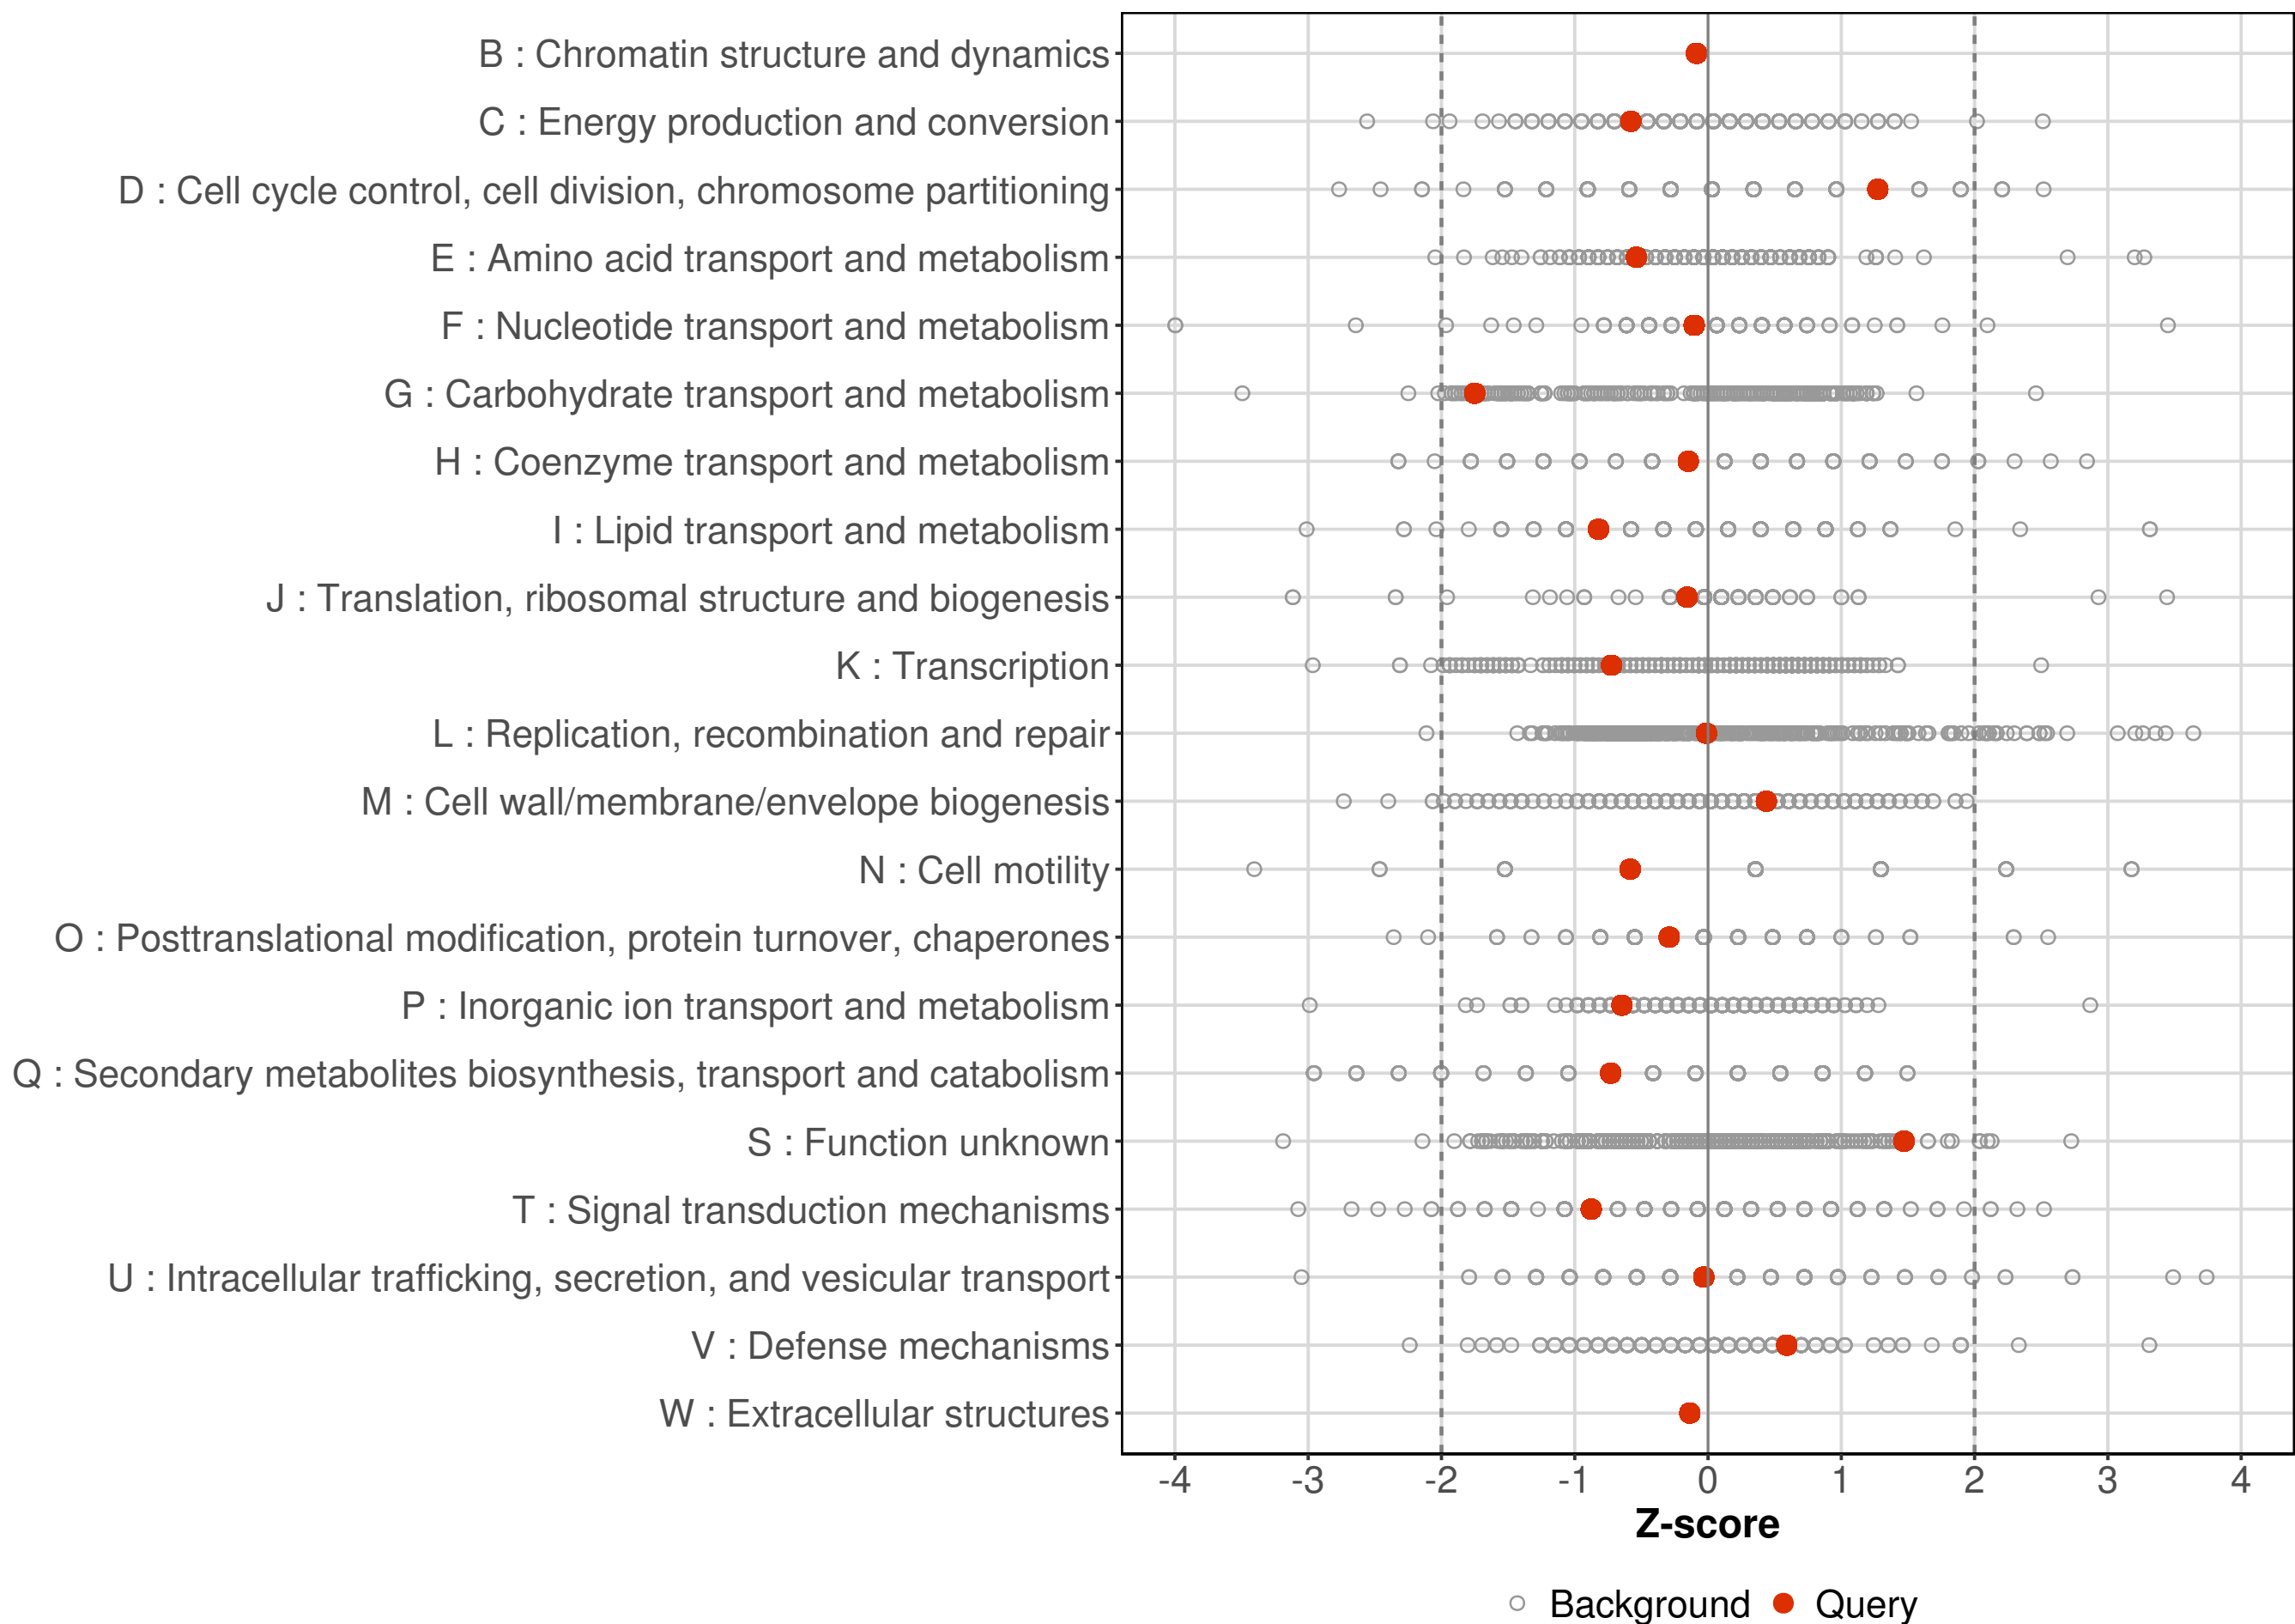 B : Chromatin structure and dynamics
C : Energy production and conversion
D : Cell cycle control, cell division, chromosome partitioning
E : Amino acid transport and metabolism
F : Nucleotide transport and metabolism
G : Carbohydrate transport and metabolism
H : Coenzyme transport and metabolism
I : Lipid transport and metabolism
J : Translation, ribosomal structure and biogenesis
K : Transcription
L : Replication, recombination and repair
M : Cell wall/membrane/envelope biogenesis
N : Cell motility
O : Posttranslational modification, protein turnover, chaperones
P : Inorganic ion transport and metabolism
Q : Secondary metabolites biosynthesis, transport and catabolism
S : Function unknown
T : Signal transduction mechanisms
U : Intracellular trafficking, secretion, and vesicular transport
V : Defense mechanisms
W : Extracellular structures
-4 -3 -2 -1 0 1 2 3 4
Z-score
Background Query